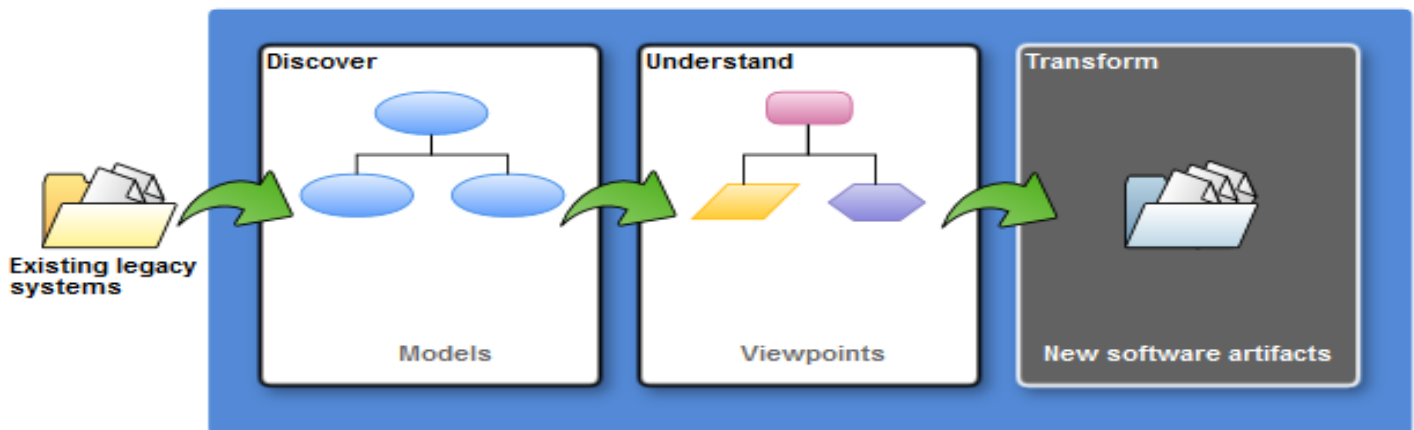 Discover
Understand
Transform
Existing legacy
systems
Models
Viewpoints
New software artifacts